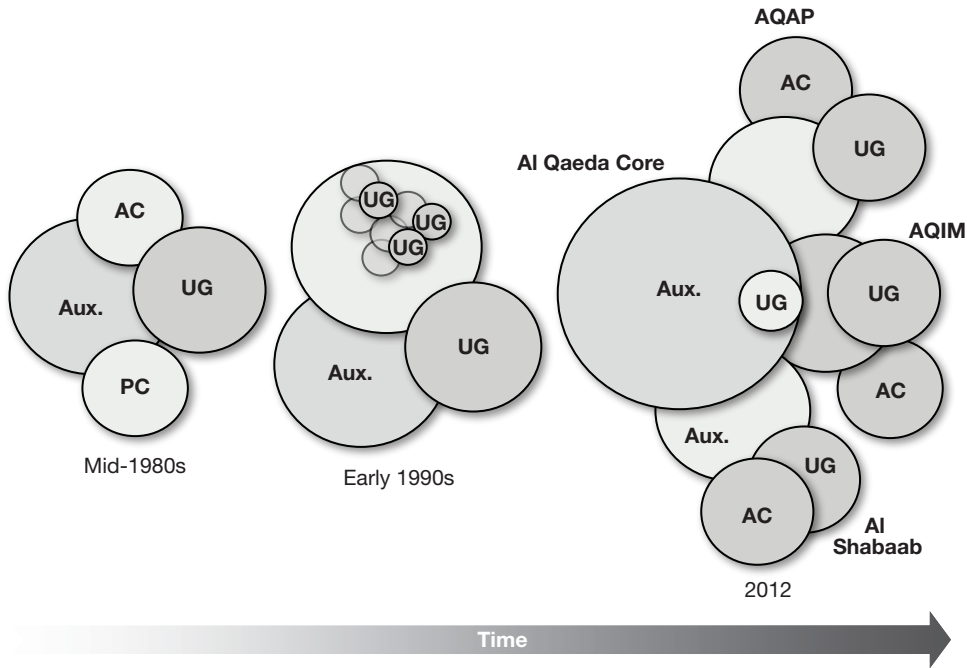 AC
Aux.
UG
PC
Mid-1980s
UG
UG
UG
Aux.
UG
Early 1990s
AQAP
AC
UG
Al Qaeda Core
Aux.
UG
AQIM
UG
AC
Aux.
UG
AC
Al
Shabaab
2012
Time